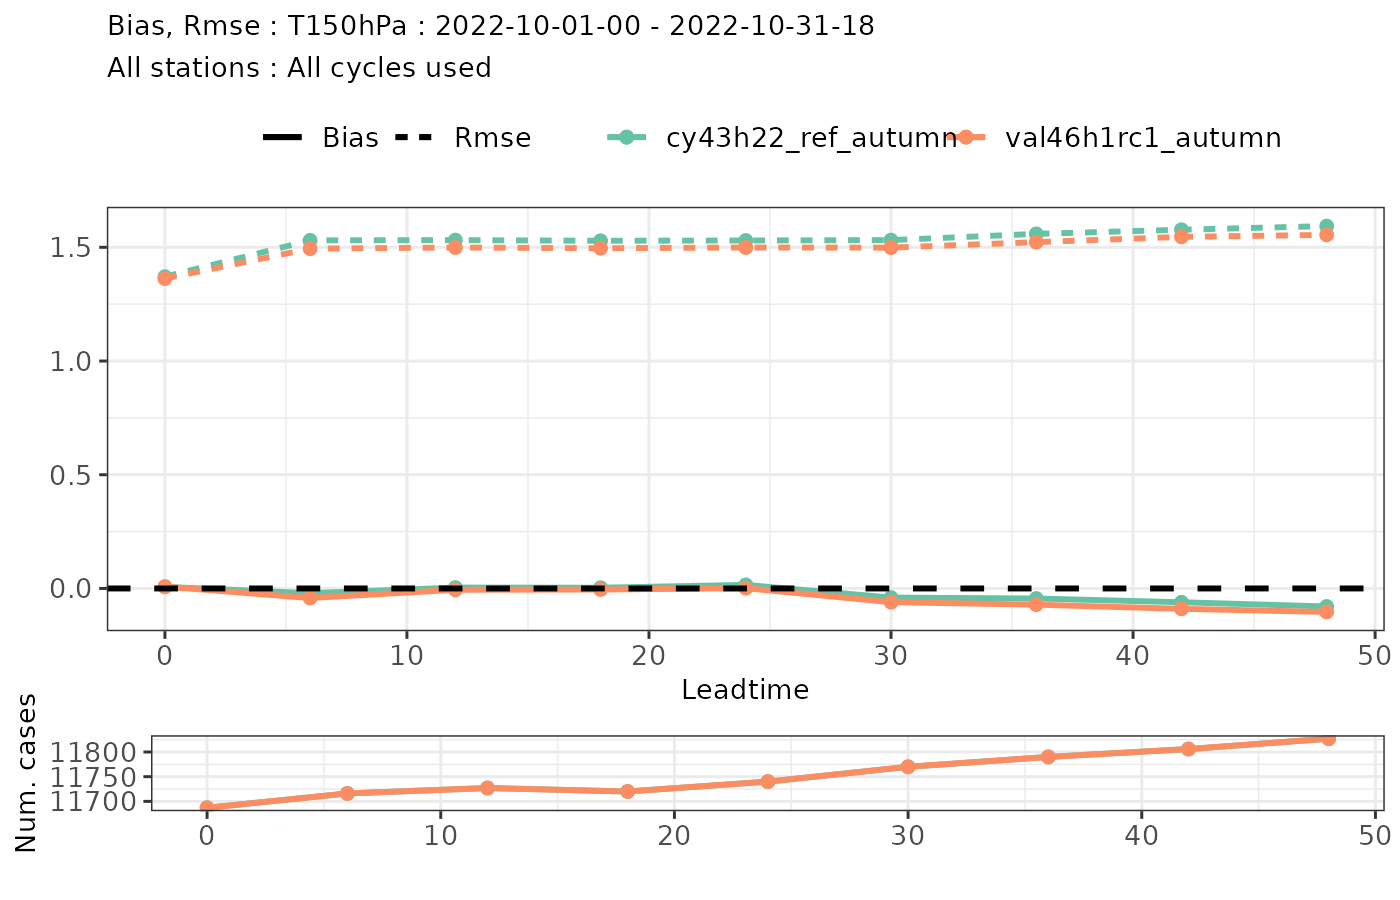 Bias, Rmse : T150hPa : 2022-10-01-00 - 2022-10-31-18
All stations : All cycles used
Bias Rmse cy43h22_ref_autumn val46h1rc1_autumn
1.5
1.0
0.5
0.0
0 10 20 30 40 50
Leadtime
Num. cases
11800
11750
11700
0 10 20 30 40 50